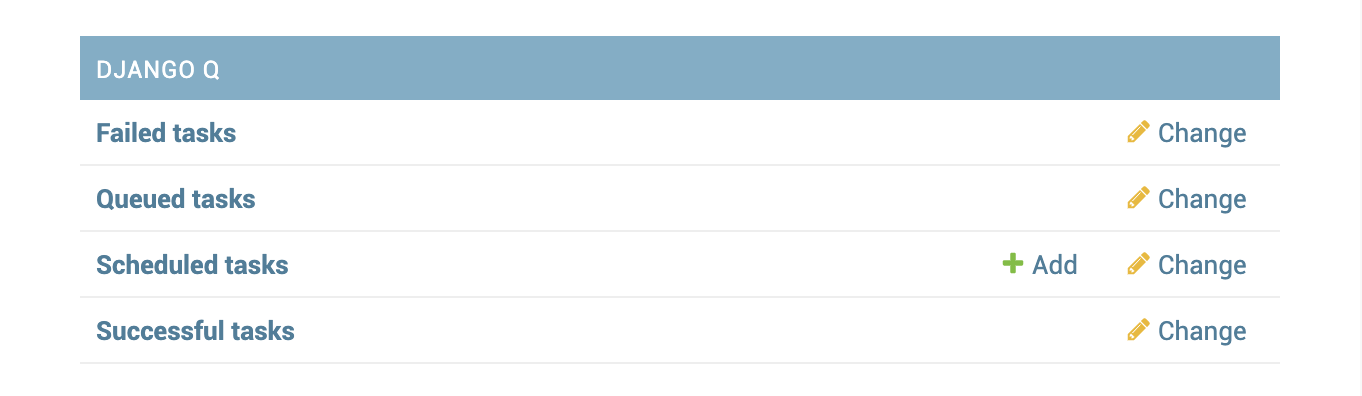 DJANGO Q
Failed tasks Change
Queued tasks Change
Scheduled tasks Add Change
Successful tasks Change